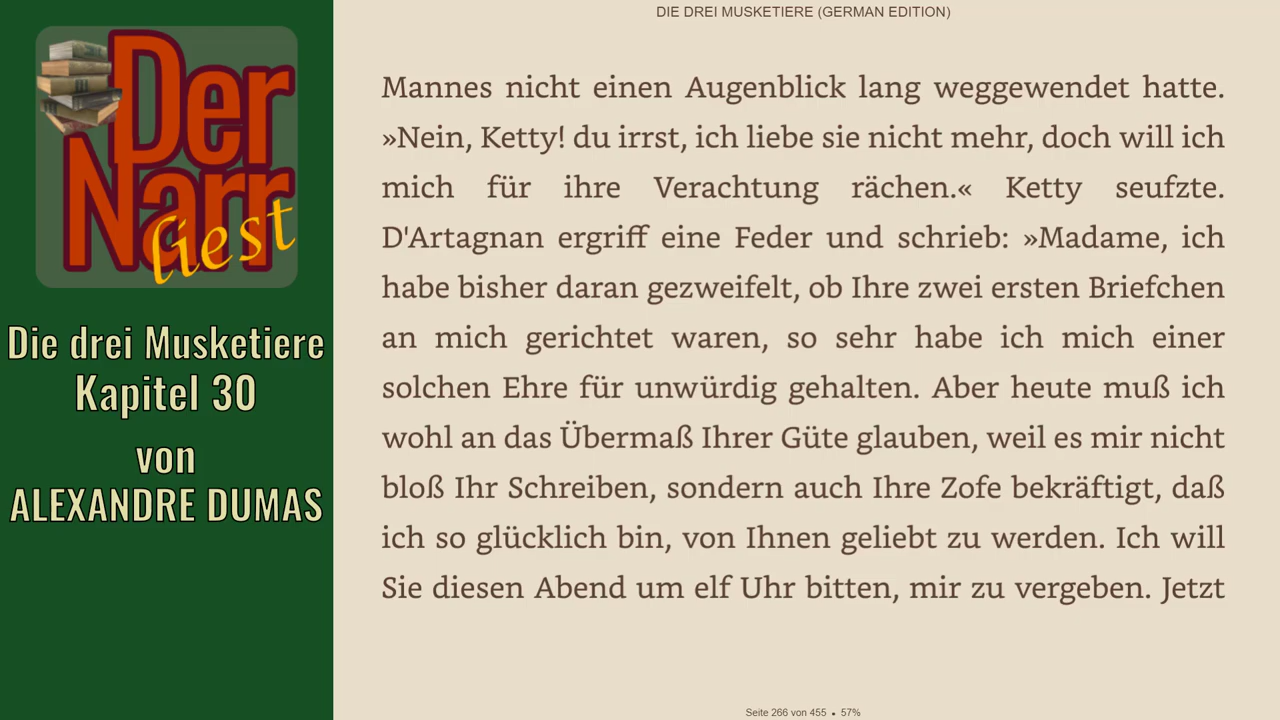 Der
Narr
liest
Die drei Musketiere
Kapitel 30
von
ALEXANDRE DUMAS
DIE DREI MUSKETIERE (GERMAN EDITION)
Mannes nicht einen Augenblick lang weggewendet hatte.
»Nein, Ketty! du irrst, ich liebe sie nicht mehr, doch will ich
mich für ihre Verachtung rächen.« Ketty seufzte.
D'Artagnan ergriff eine Feder und schrieb: »Madame, ich
habe bisher daran gezweifelt, ob Ihre zwei ersten Briefchen
an mich gerichtet waren, so sehr habe ich mich einer
solchen Ehre für unwürdig gehalten. Aber heute muß ich
wohl an das Übermaß Ihrer Güte glauben, weil es mir nicht
bloß Ihr Schreiben, sondern auch Ihre Zofe bekräftigt, daß
ich so glücklich bin, von Ihnen geliebt zu werden. Ich will
Sie diesen Abend um elf Uhr bitten, mir zu vergeben. Jetzt
Seite 266 von 455 • 57%